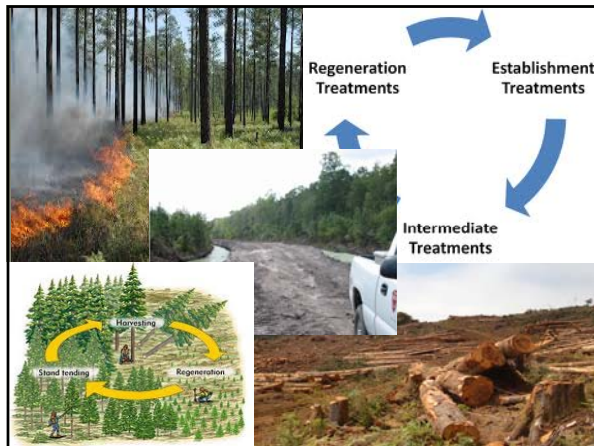 Regeneration
Treatments
Establishment
Treatments
Intermediate
Treatments
Harvesting
Stand tending
Regeneration